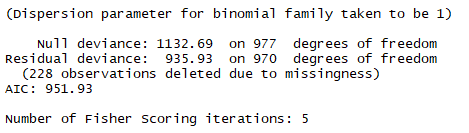 (Dispersion parameter for binomial family taken to be 1)
Null deviance: 1132.69 on 977 degrees of freedom
Residual deviance: 935.93 on 970 degrees of freedom
(228 observations deleted due to missingness)
AIC: 951.93
Number of Fisher Scoring iterations: 5